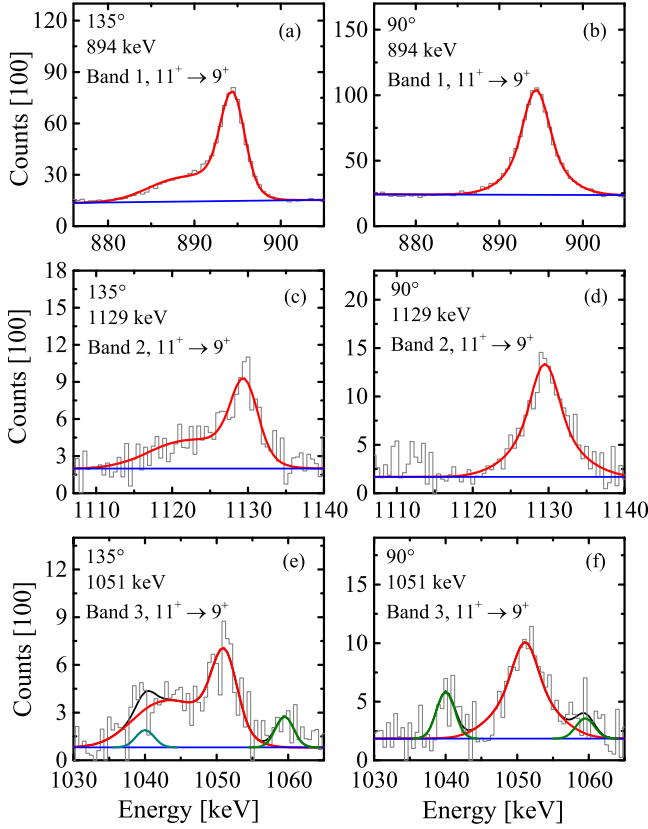 135°
(a)
894 keV
Band 1, 11⁺ → 9⁺
Counts [100]
120
90
60
30
0
880 890 900
90°
(b)
894 keV
Band 1, 11⁺ → 9⁺
150
100
50
0
880 890 900
135°
(c)
1129 keV
Band 2, 11⁺ → 9⁺
Counts [100]
18
15
12
9
6
3
0
1110 1120 1130 1140
90°
(d)
1129 keV
Band 2, 11⁺ → 9⁺
20
15
10
5
0
1110 1120 1130 1140
135°
(e)
1051 keV
Band 3, 11⁺ → 9⁺
Counts [100]
12
9
6
3
0
1030 1040 1050 1060
Energy [keV]
90°
(f)
1051 keV
Band 3, 11⁺ → 9⁺
15
10
5
0
1030 1040 1050 1060
Energy [keV]